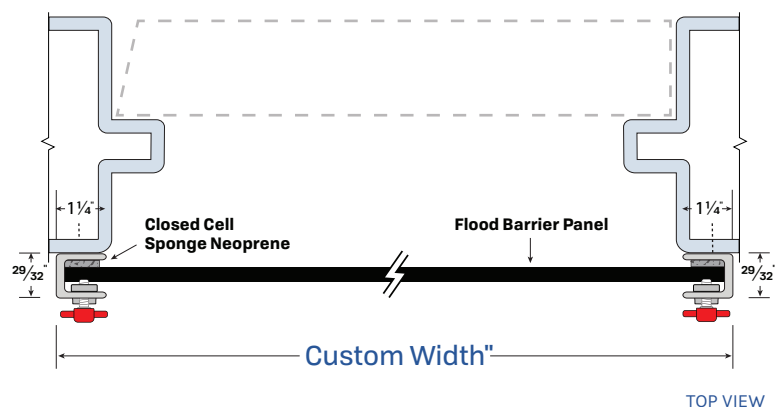 1¼"
1¼"
Closed Cell
Sponge Neoprene
Flood Barrier Panel
29/32"
29/32"
Custom Width"
TOP VIEW